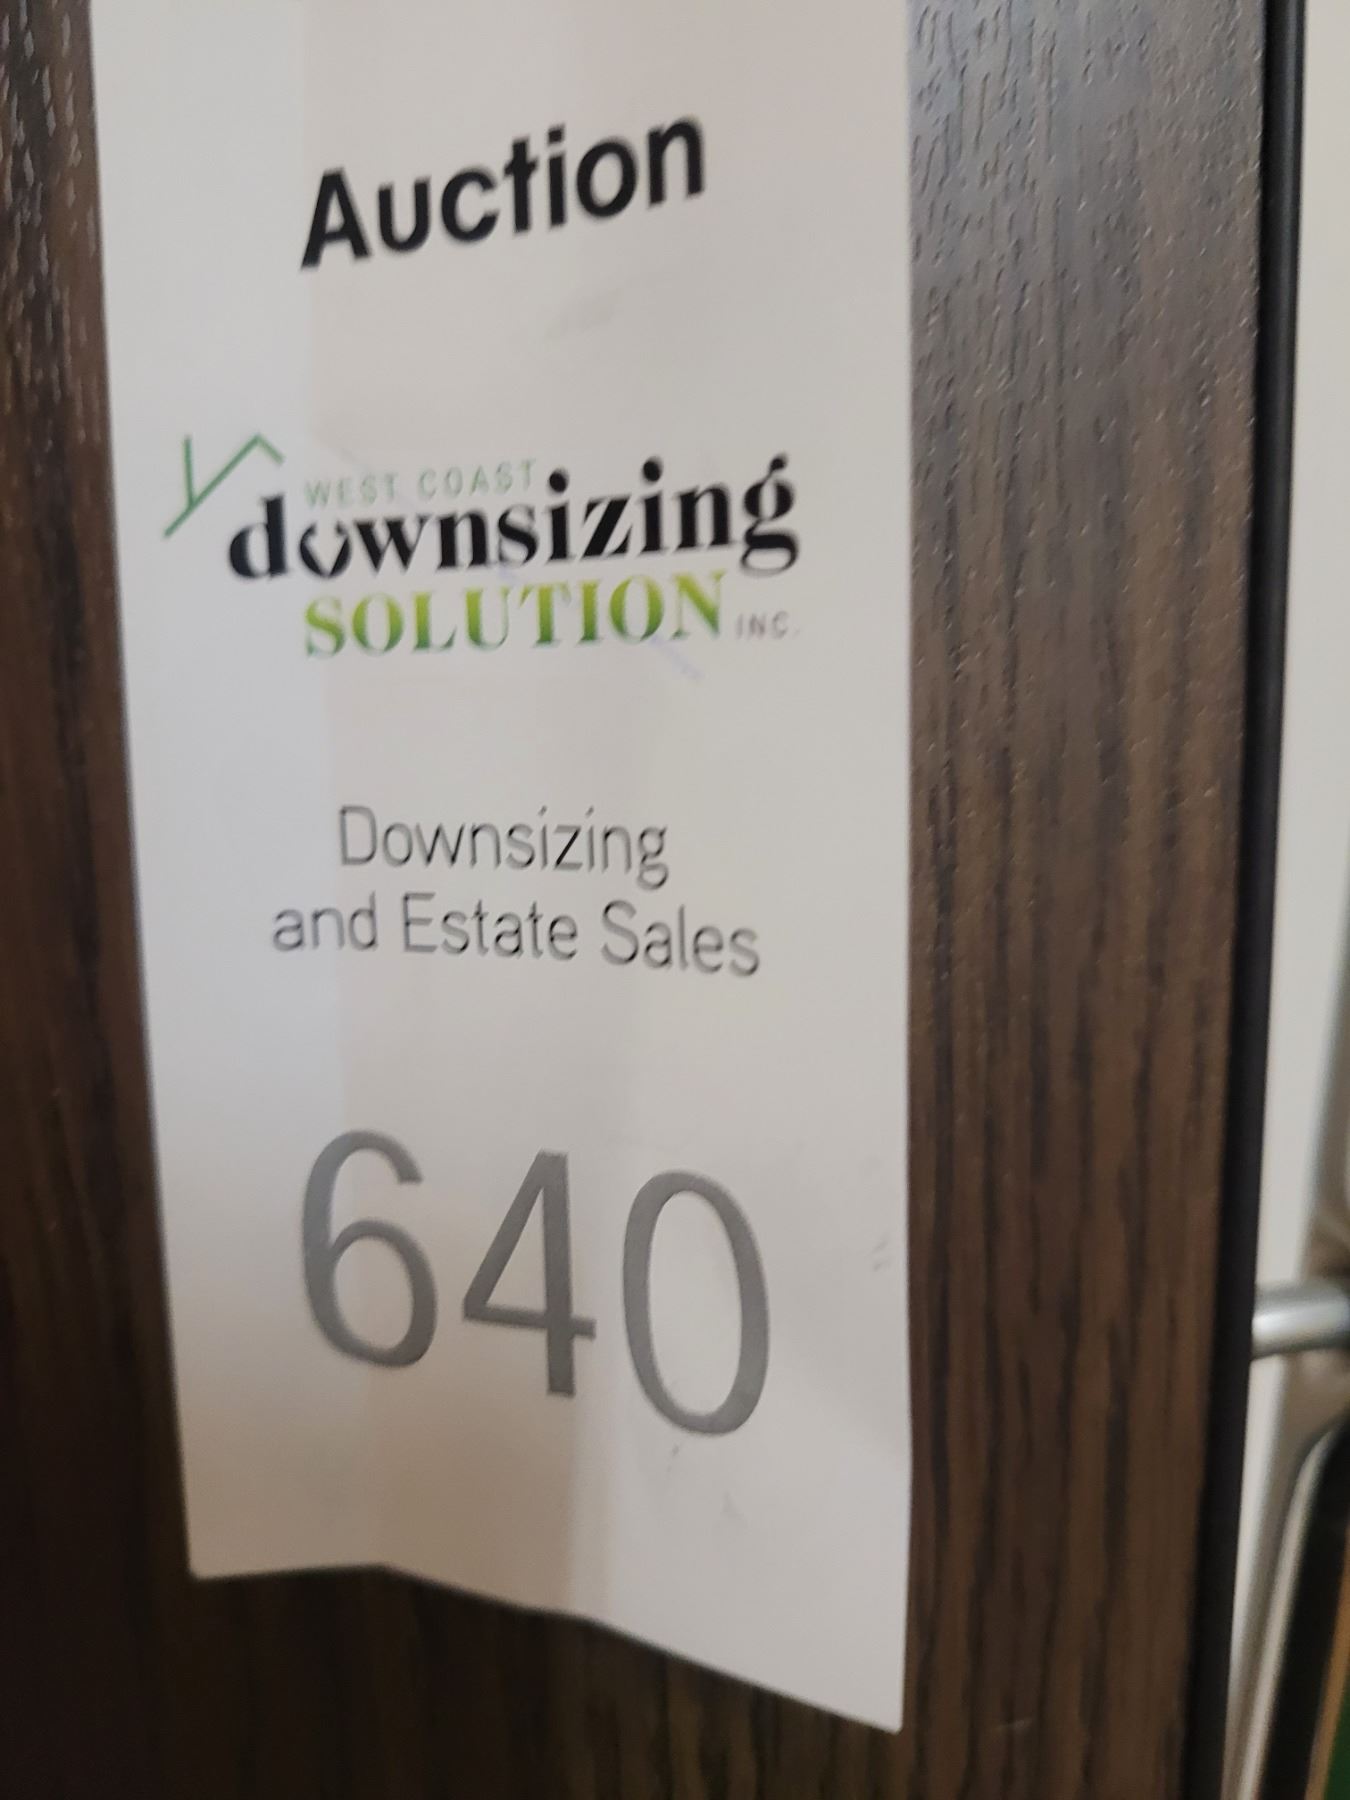 Auction
WEST COAST
downsizing
SOLUTION INC.
Downsizing
and Estate Sales
640